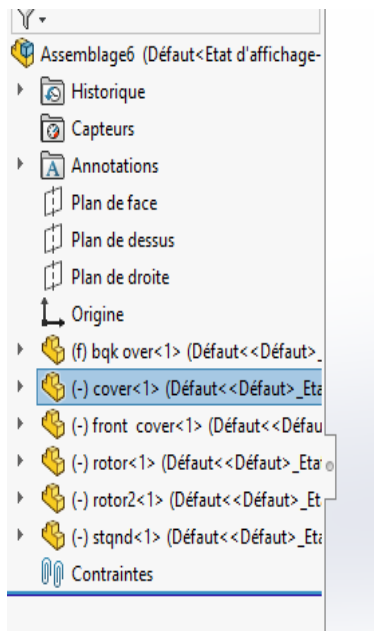 Assemblage6 (Défaut<Etat d'affichage-
Historique
Capteurs
A Annotations
Plan de face
Plan de dessus
Plan de droite
Origine
(f) bqk over<1> (Défaut<<Défaut>_
(-) cover<1> (Défaut<<Défaut>_Eta
(-) front cover<1> (Défaut<<Défau
(-) rotor<1> (Défaut<<Défaut>_Eta
(-) rotor2<1> (Défaut<<Défaut>_Et
(-) stqnd<1> (Défaut<<Défaut>_Eta
Contraintes